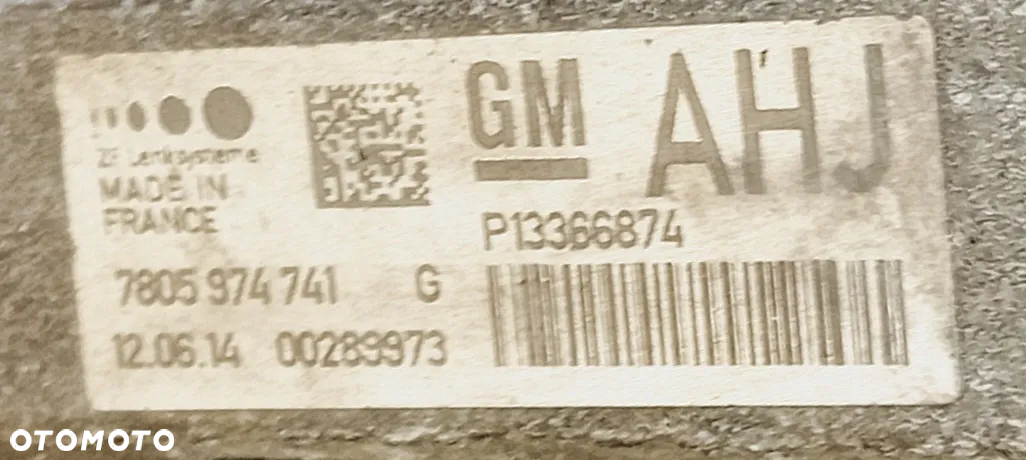 ZF Lenksysteme
MADE IN
FRANCE
GM
AHJ
P13366874
7805 974 741 G
12.06.14 00289973
OTOMOTO